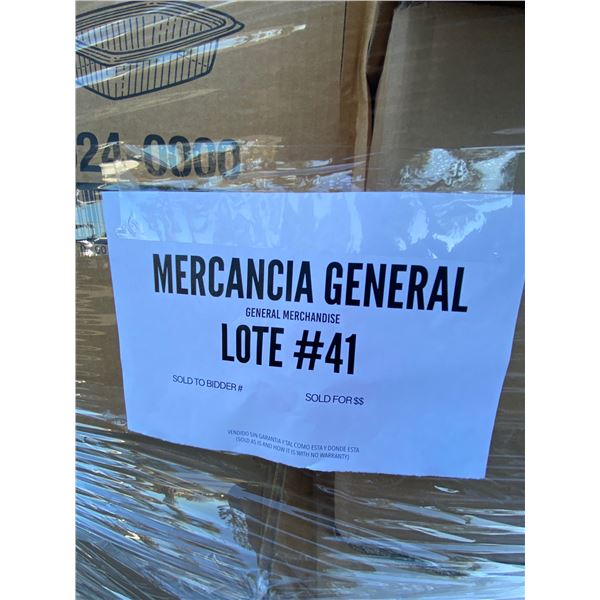 24-0000
MERCANCIA GENERAL
GENERAL MERCHANDISE
LOTE #41
SOLD TO BIDDER #
SOLD FOR $$
VENDIDO SIN GARANTIA Y TAL COMO ESTA Y DONDE ESTA
(SOLD AS IS AND HOW IT IS WITH NO WARRANTY)